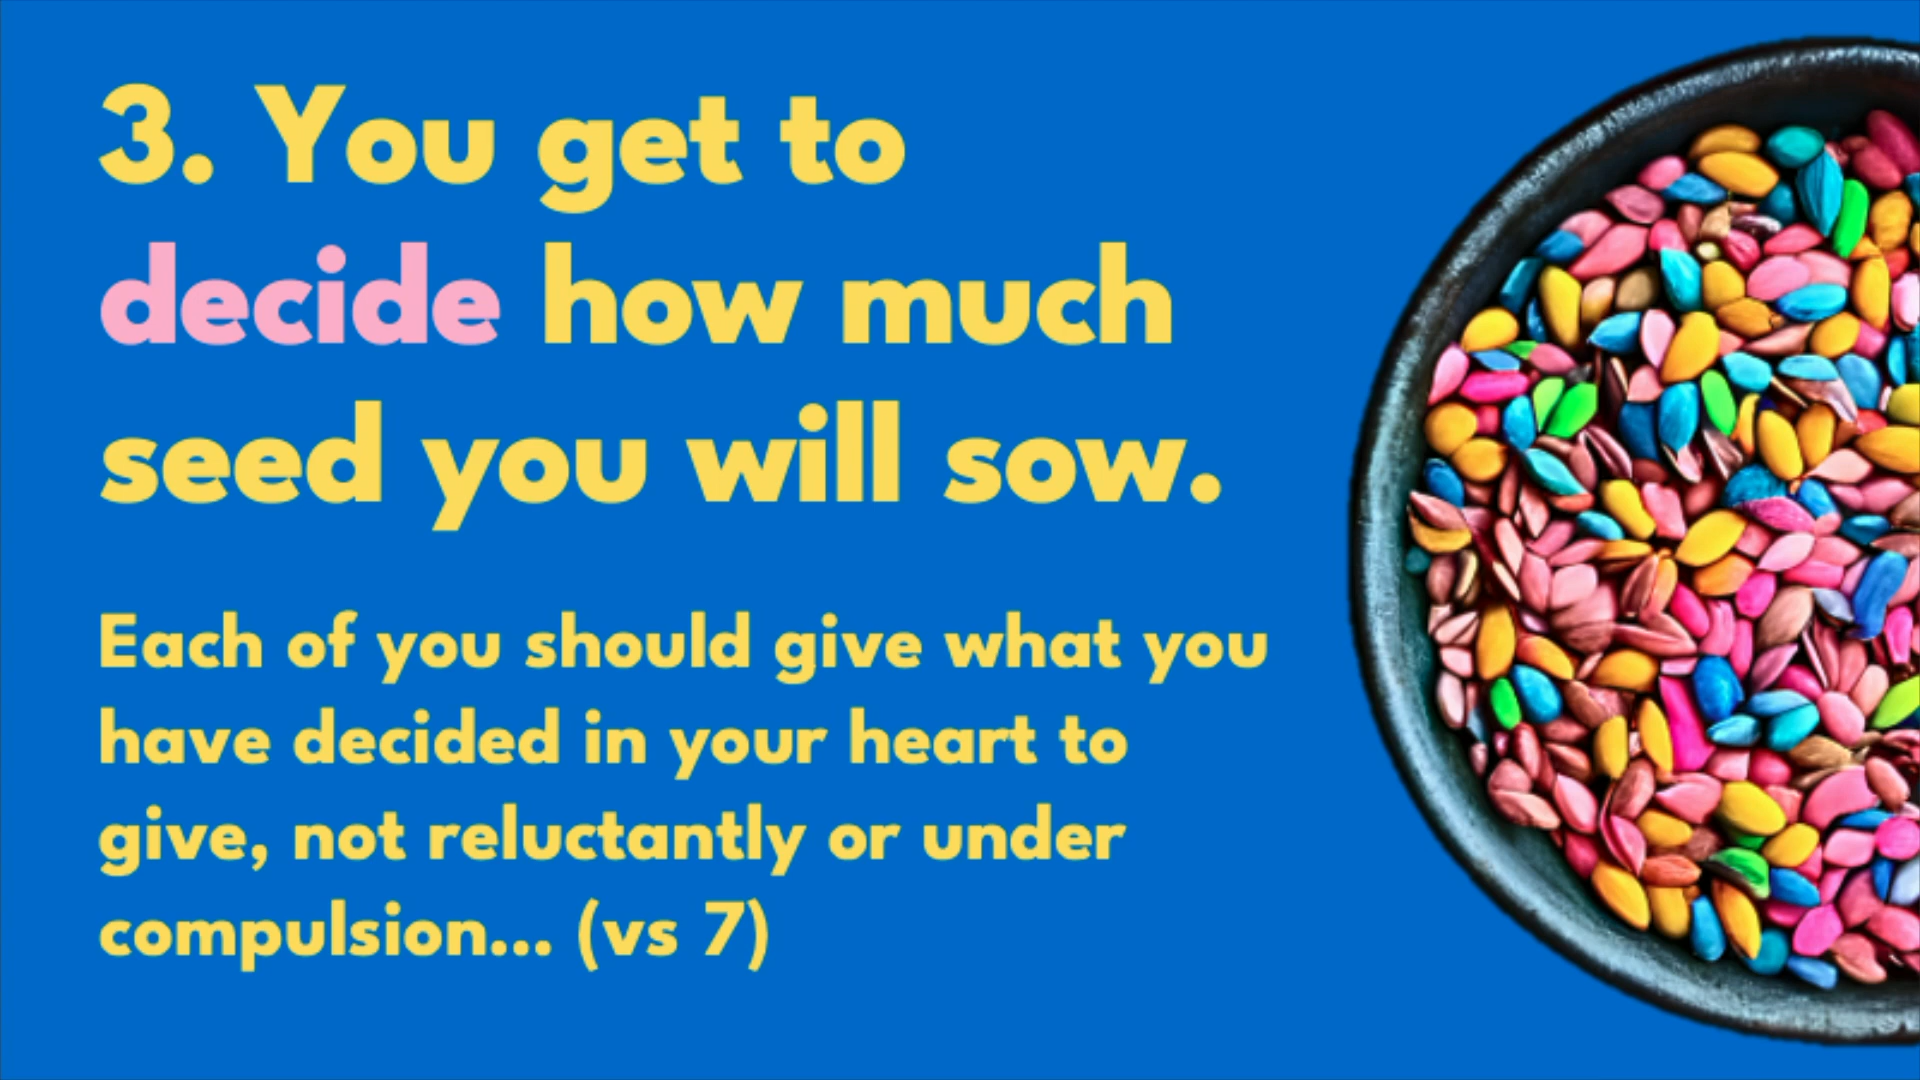 3. You get to
decide how much
seed you will sow.
Each of you should give what you
have decided in your heart to
give, not reluctantly or under
compulsion... (vs 7)